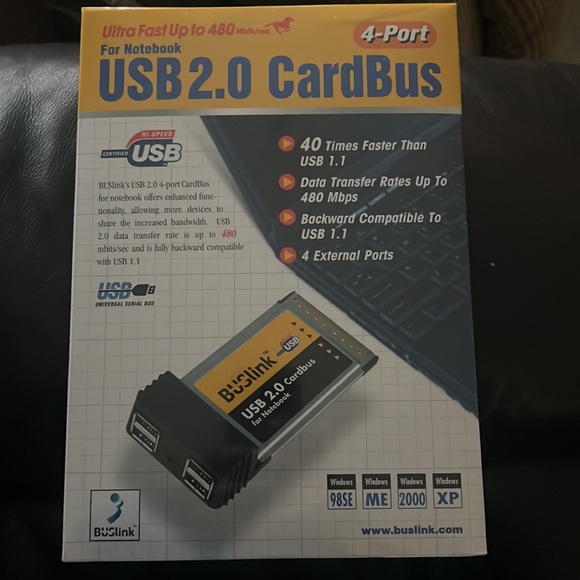 Ultra Fast Up to 480 Mbits/sec
4-Port
For Notebook
USB 2.0 CardBus
HI-SPEED
CERTIFIED USB
BUSlink's USB 2.0 4-port CardBus
for notebook offers enhanced func-
tionality, allowing more devices to
share the increased bandwidth. USB
2.0 data transfer rate is up to 480
mbits/sec and is fully backward compatible
with USB 1.1
40 Times Faster Than
USB 1.1
Data Transfer Rates Up To
480 Mbps
Backward Compatible To
USB 1.1
4 External Ports
USB
UNIVERSAL SERIAL BUS
BUSlink™
USB
USB 2.0 Cardbus
for Notebook
Windows 98SE
Windows ME
Windows 2000
Windows XP
BUSlink
www.buslink.com